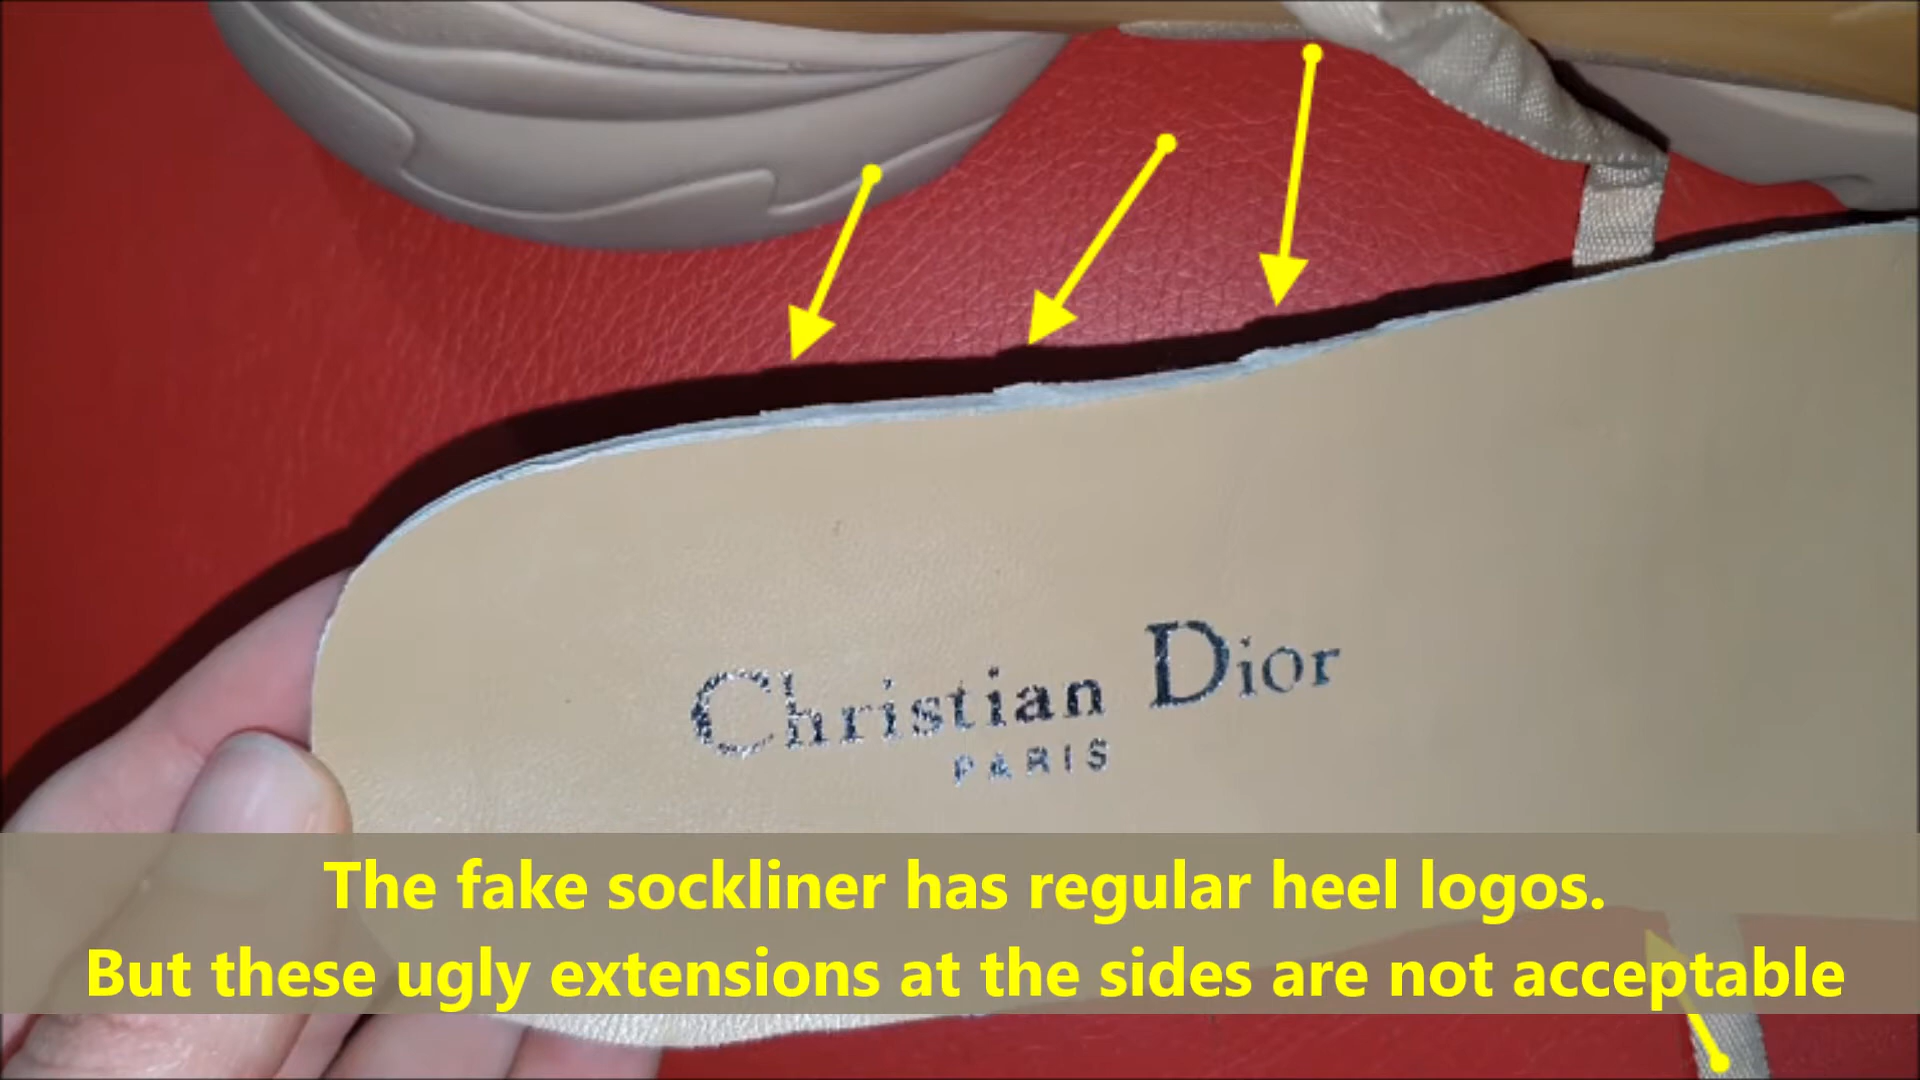 Christian Dior
PARIS
The fake sockliner has regular heel logos.
But these ugly extensions at the sides are not acceptable